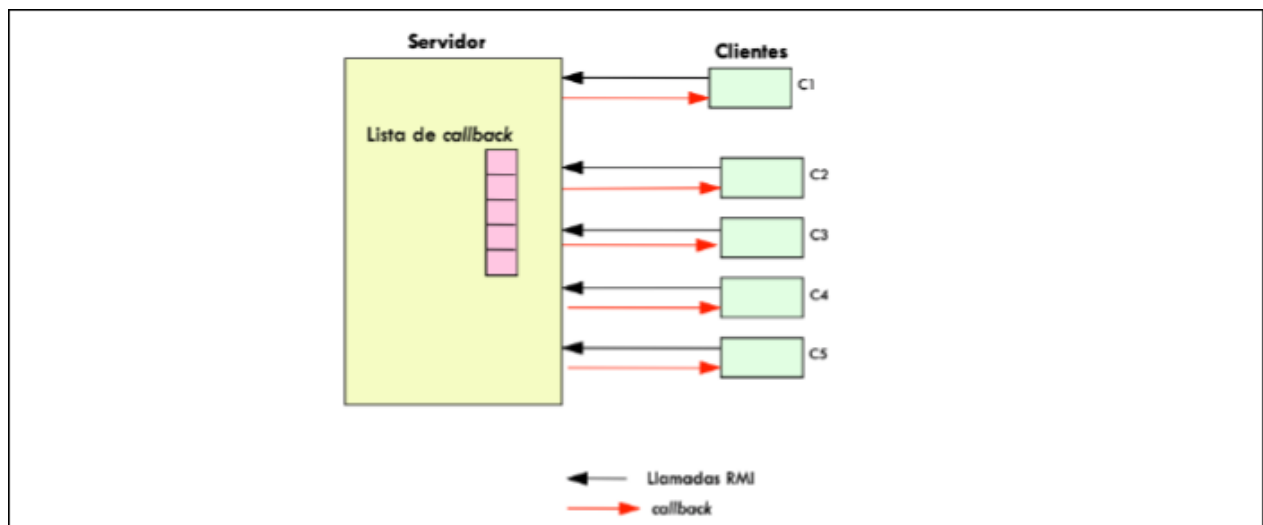 Servidor
Clientes
C1
Lista de callback
C2
C3
C4
C5
Llamadas RMI
callback